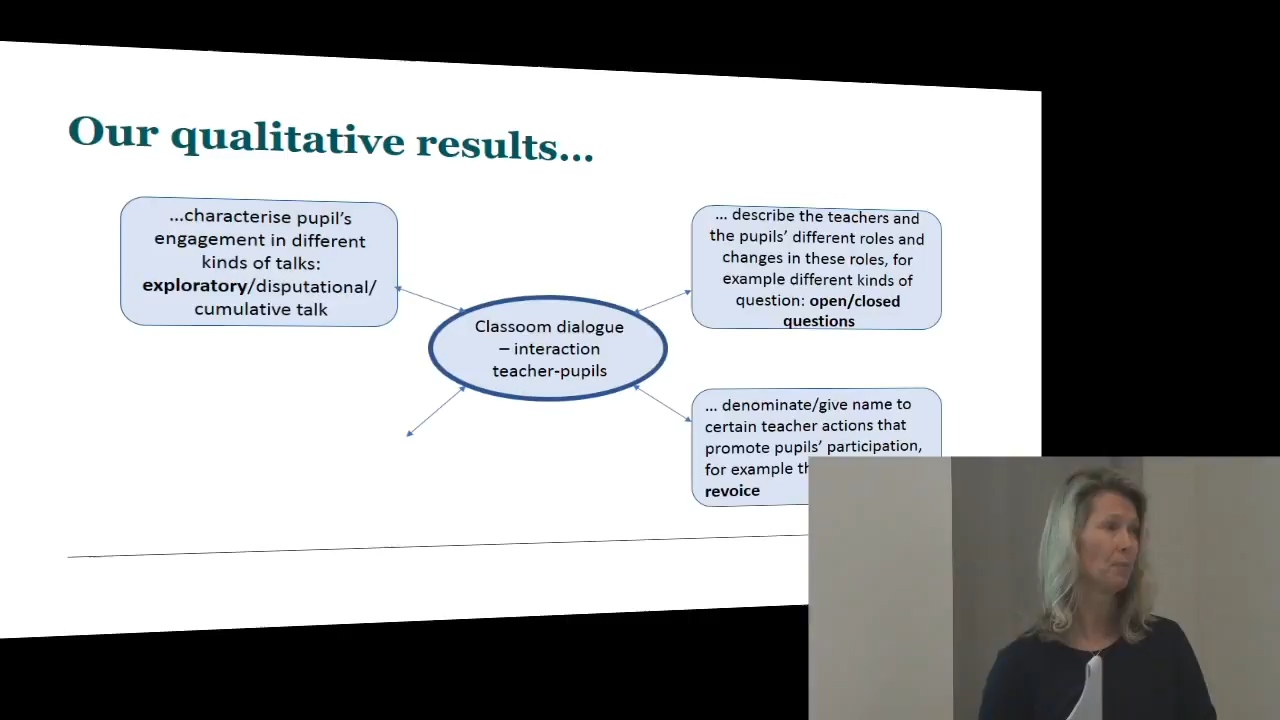 Our qualitative results...
...characterise pupil's
engagement in different
kinds of talks:
exploratory/disputational/
cumulative talk
... describe the teachers and
the pupils' different roles and
changes in these roles, for
example different kinds of
question: open/closed
questions
Classoom dialogue
– interaction
teacher-pupils
... denominate/give name to
certain teacher actions that
promote pupils' participation,
for example
revoice